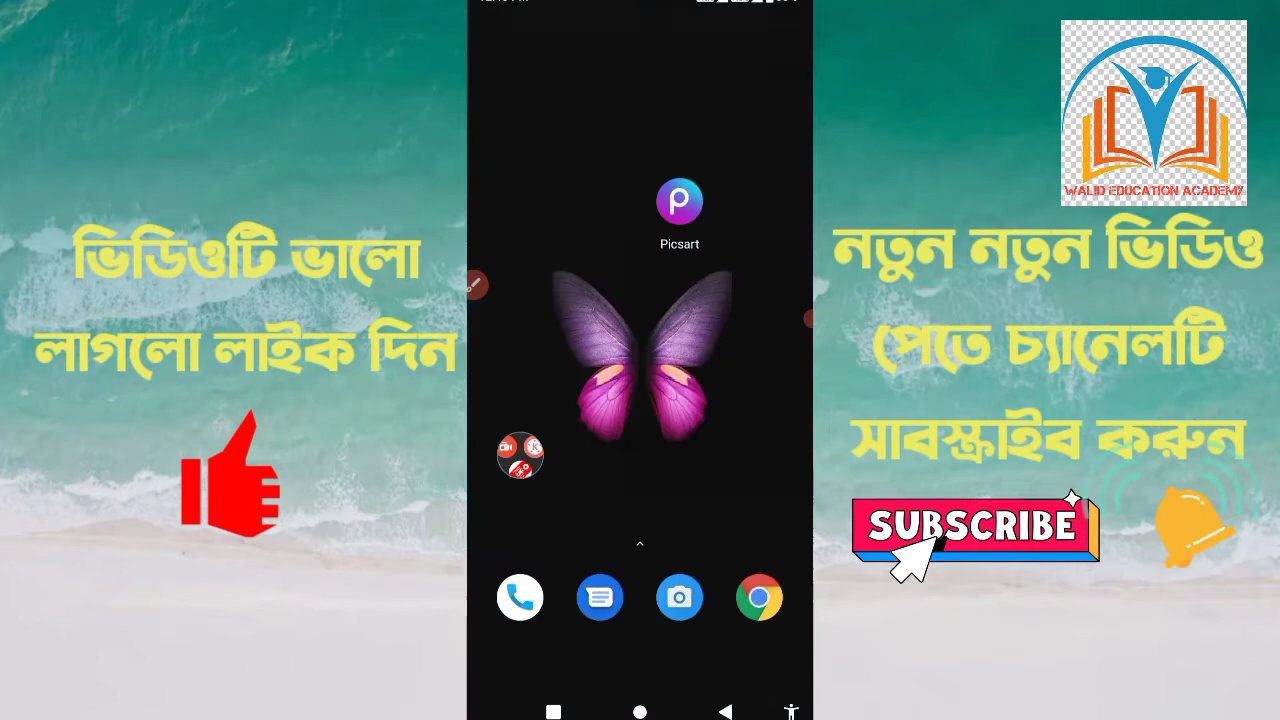 WALID EDUCATION ACADEMY
ভিডিওটি ভালো
লাগলো লাইক দিন
Picsart
নতুন নতুন ভিডিও
পেতে চ্যানেলটি
সাবস্ক্রাইব করুন
SUBSCRIBE